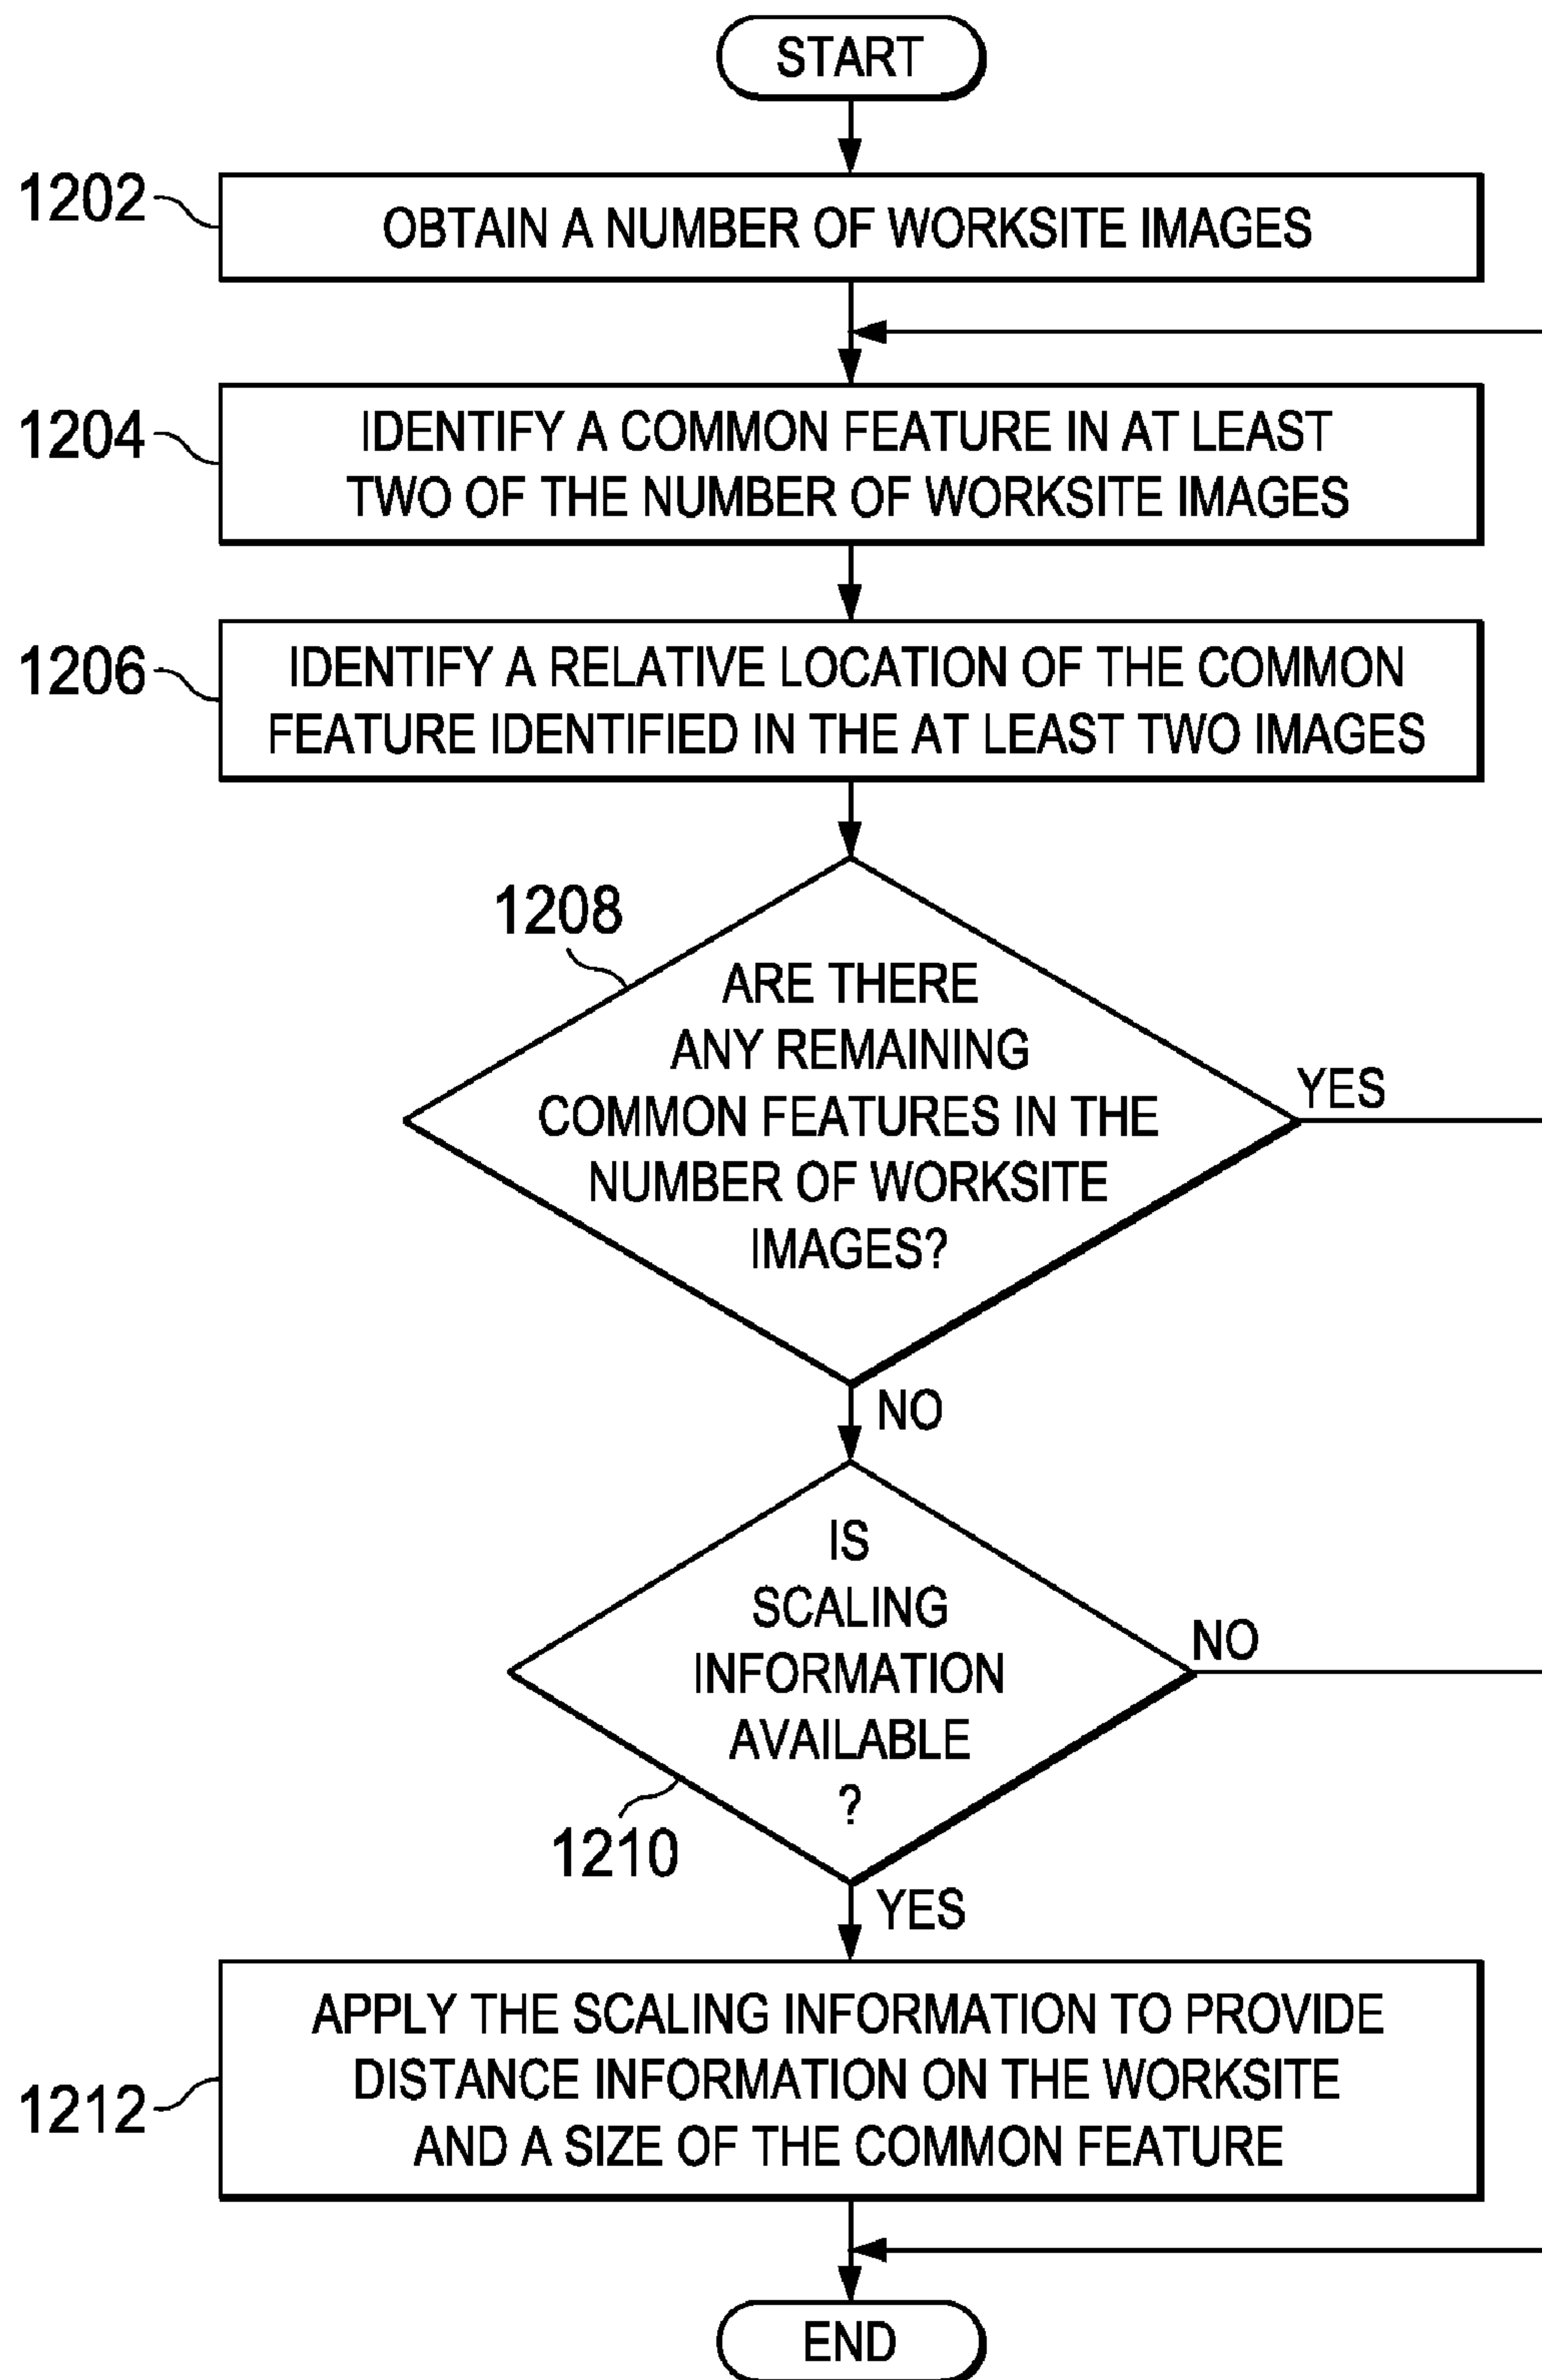 START
1202
OBTAIN A NUMBER OF WORKSITE IMAGES
1204
IDENTIFY A COMMON FEATURE IN AT LEAST
TWO OF THE NUMBER OF WORKSITE IMAGES
1206
IDENTIFY A RELATIVE LOCATION OF THE COMMON
FEATURE IDENTIFIED IN THE AT LEAST TWO IMAGES
1208
ARE THERE
ANY REMAINING
COMMON FEATURES IN THE
NUMBER OF WORKSITE
IMAGES?
YES
NO
IS
SCALING
INFORMATION
AVAILABLE
?
NO
1210
YES
1212
APPLY THE SCALING INFORMATION TO PROVIDE
DISTANCE INFORMATION ON THE WORKSITE
AND A SIZE OF THE COMMON FEATURE
END